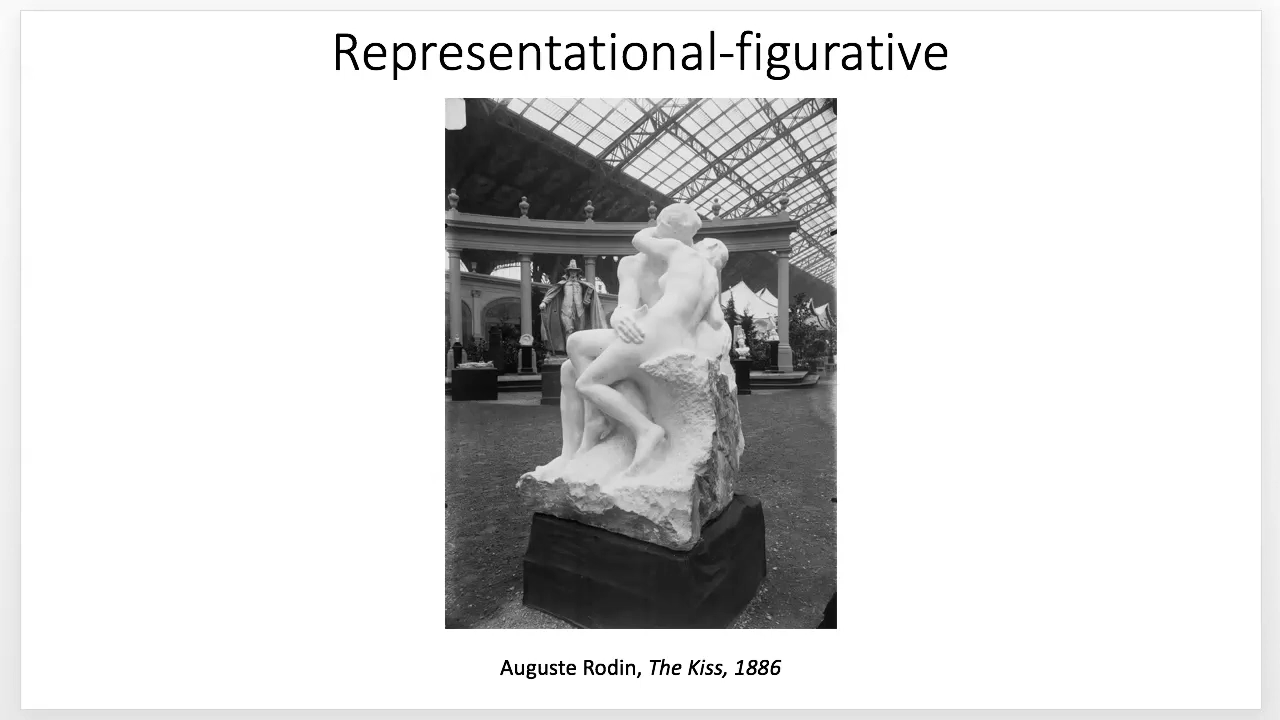 Representational-figurative
Auguste Rodin, The Kiss, 1886